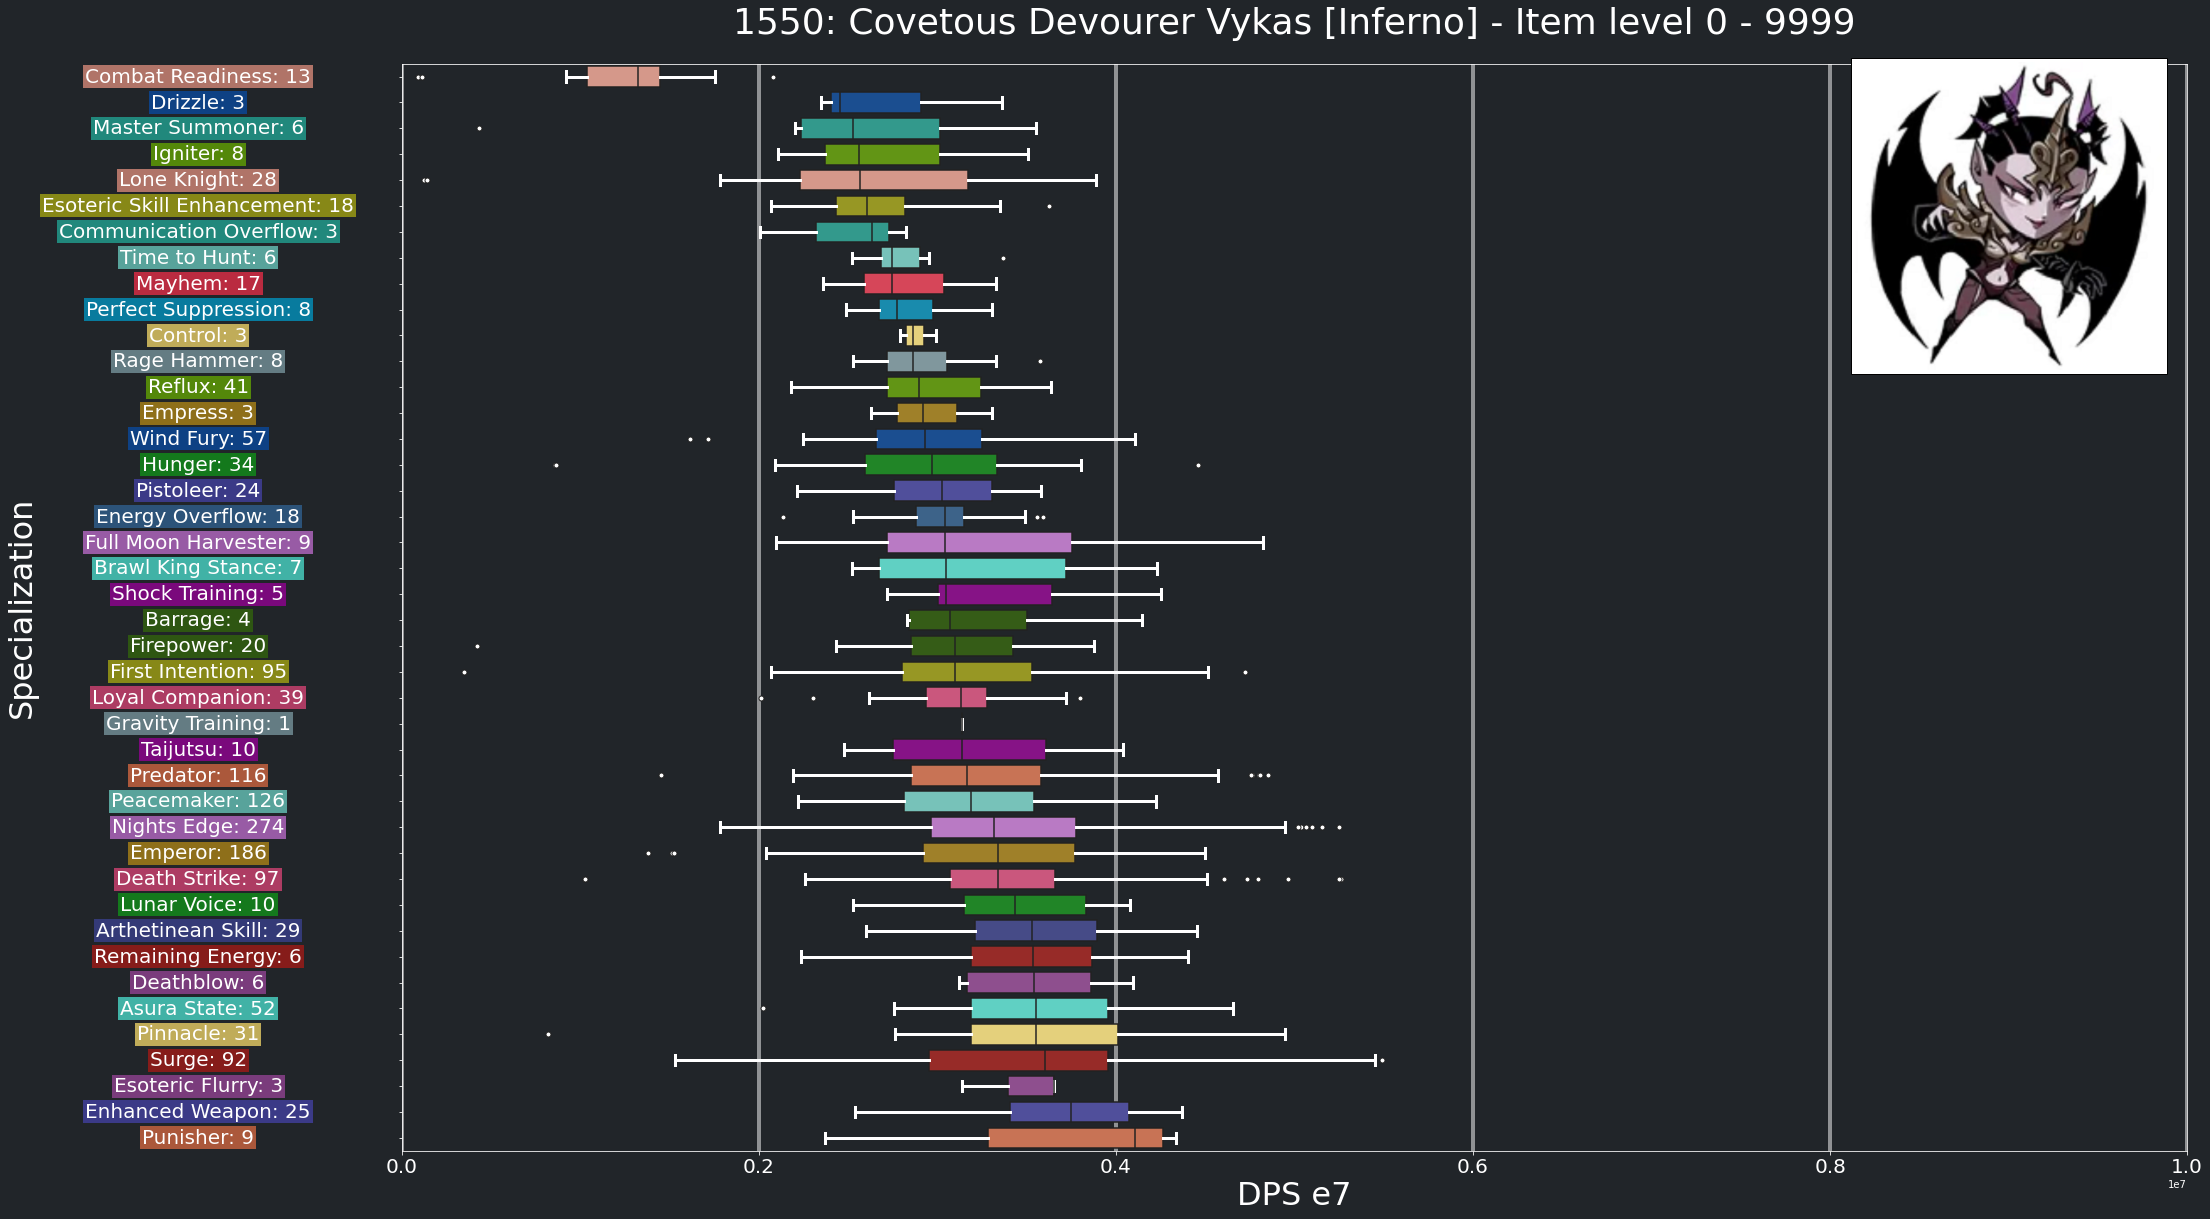 1550: Covetous Devourer Vykas [Inferno] - Item level 0 - 9999
Combat Readiness: 13
Drizzle: 3
Master Summoner: 6
Igniter: 8
Lone Knight: 28
Esoteric Skill Enhancement: 18
Communication Overflow: 3
Time to Hunt: 6
Mayhem: 17
Perfect Suppression: 8
Control: 3
Rage Hammer: 8
Reflux: 41
Empress: 3
Wind Fury: 57
Hunger: 34
Pistoleer: 24
Energy Overflow: 18
Full Moon Harvester: 9
Brawl King Stance: 7
Shock Training: 5
Barrage: 4
Firepower: 20
First Intention: 95
Loyal Companion: 39
Gravity Training: 1
Taijutsu: 10
Predator: 116
Peacemaker: 126
Nights Edge: 274
Emperor: 186
Death Strike: 97
Lunar Voice: 10
Arthetinean Skill: 29
Remaining Energy: 6
Deathblow: 6
Asura State: 52
Pinnacle: 31
Surge: 92
Esoteric Flurry: 3
Enhanced Weapon: 25
Punisher: 9
Specialization
0.0 0.2 0.4 0.6 0.8 1.0
1e7
DPS e7